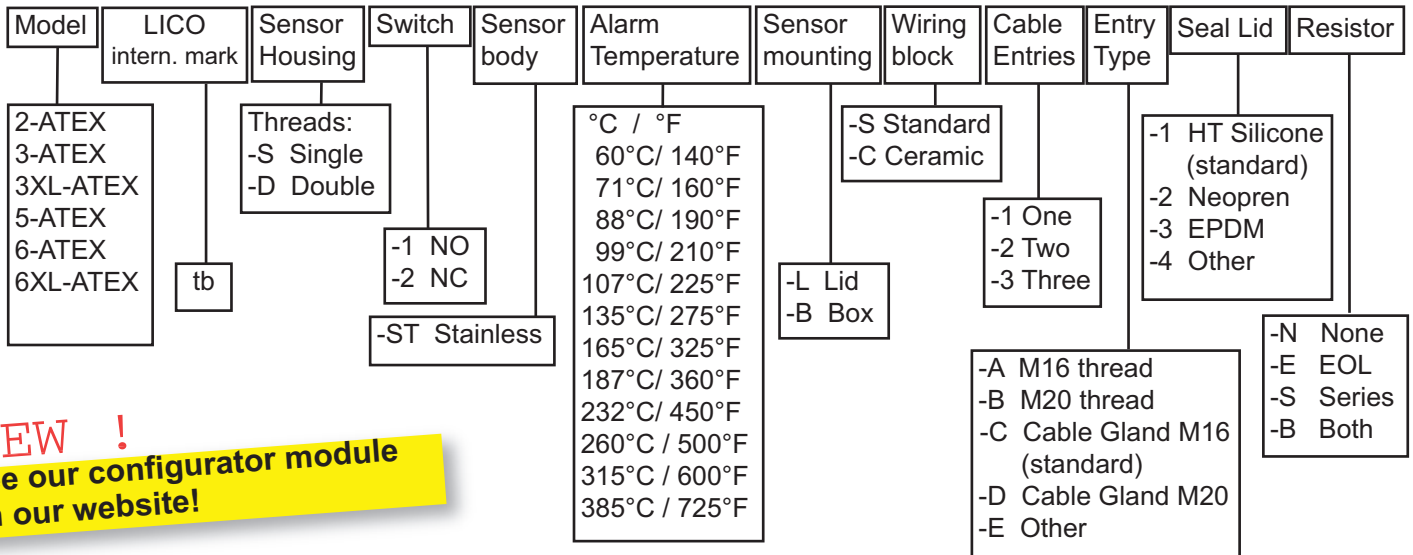 Model
LICO
intern. mark
Sensor
Housing
Switch
Sensor
body
Alarm
Temperature
Sensor
mounting
Wiring
block
Cable
Entries
Entry
Type
Seal Lid
Resistor
2-ATEX
3-ATEX
3XL-ATEX
5-ATEX
6-ATEX
6XL-ATEX
tb
Threads:
-S Single
-D Double
-1 NO
-2 NC
-ST Stainless
°C / °F
60°C/ 140°F
71°C/ 160°F
88°C/ 190°F
99°C/ 210°F
107°C/ 225°F
135°C/ 275°F
165°C/ 325°F
187°C/ 360°F
232°C/ 450°F
260°C / 500°F
315°C / 600°F
385°C / 725°F
-L Lid
-B Box
-S Standard
-C Ceramic
-1 One
-2 Two
-3 Three
-A M16 thread
-B M20 thread
-C Cable Gland M16
(standard)
-D Cable Gland M20
-E Other
-1 HT Silicone
(standard)
-2 Neopren
-3 EPDM
-4 Other
-N None
-E EOL
-S Series
-B Both
EW !
e our configurator module
our website!